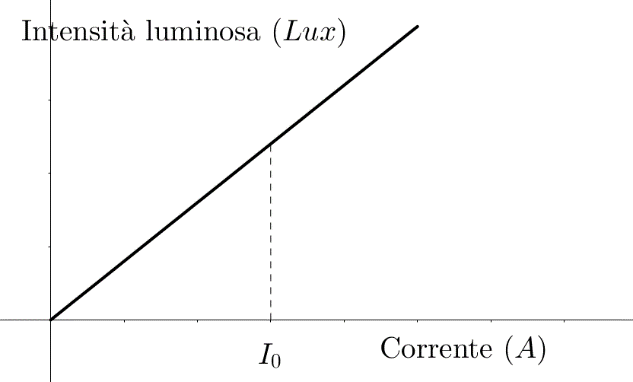 Intensità luminosa (Lux)
I₀
Corrente (A)